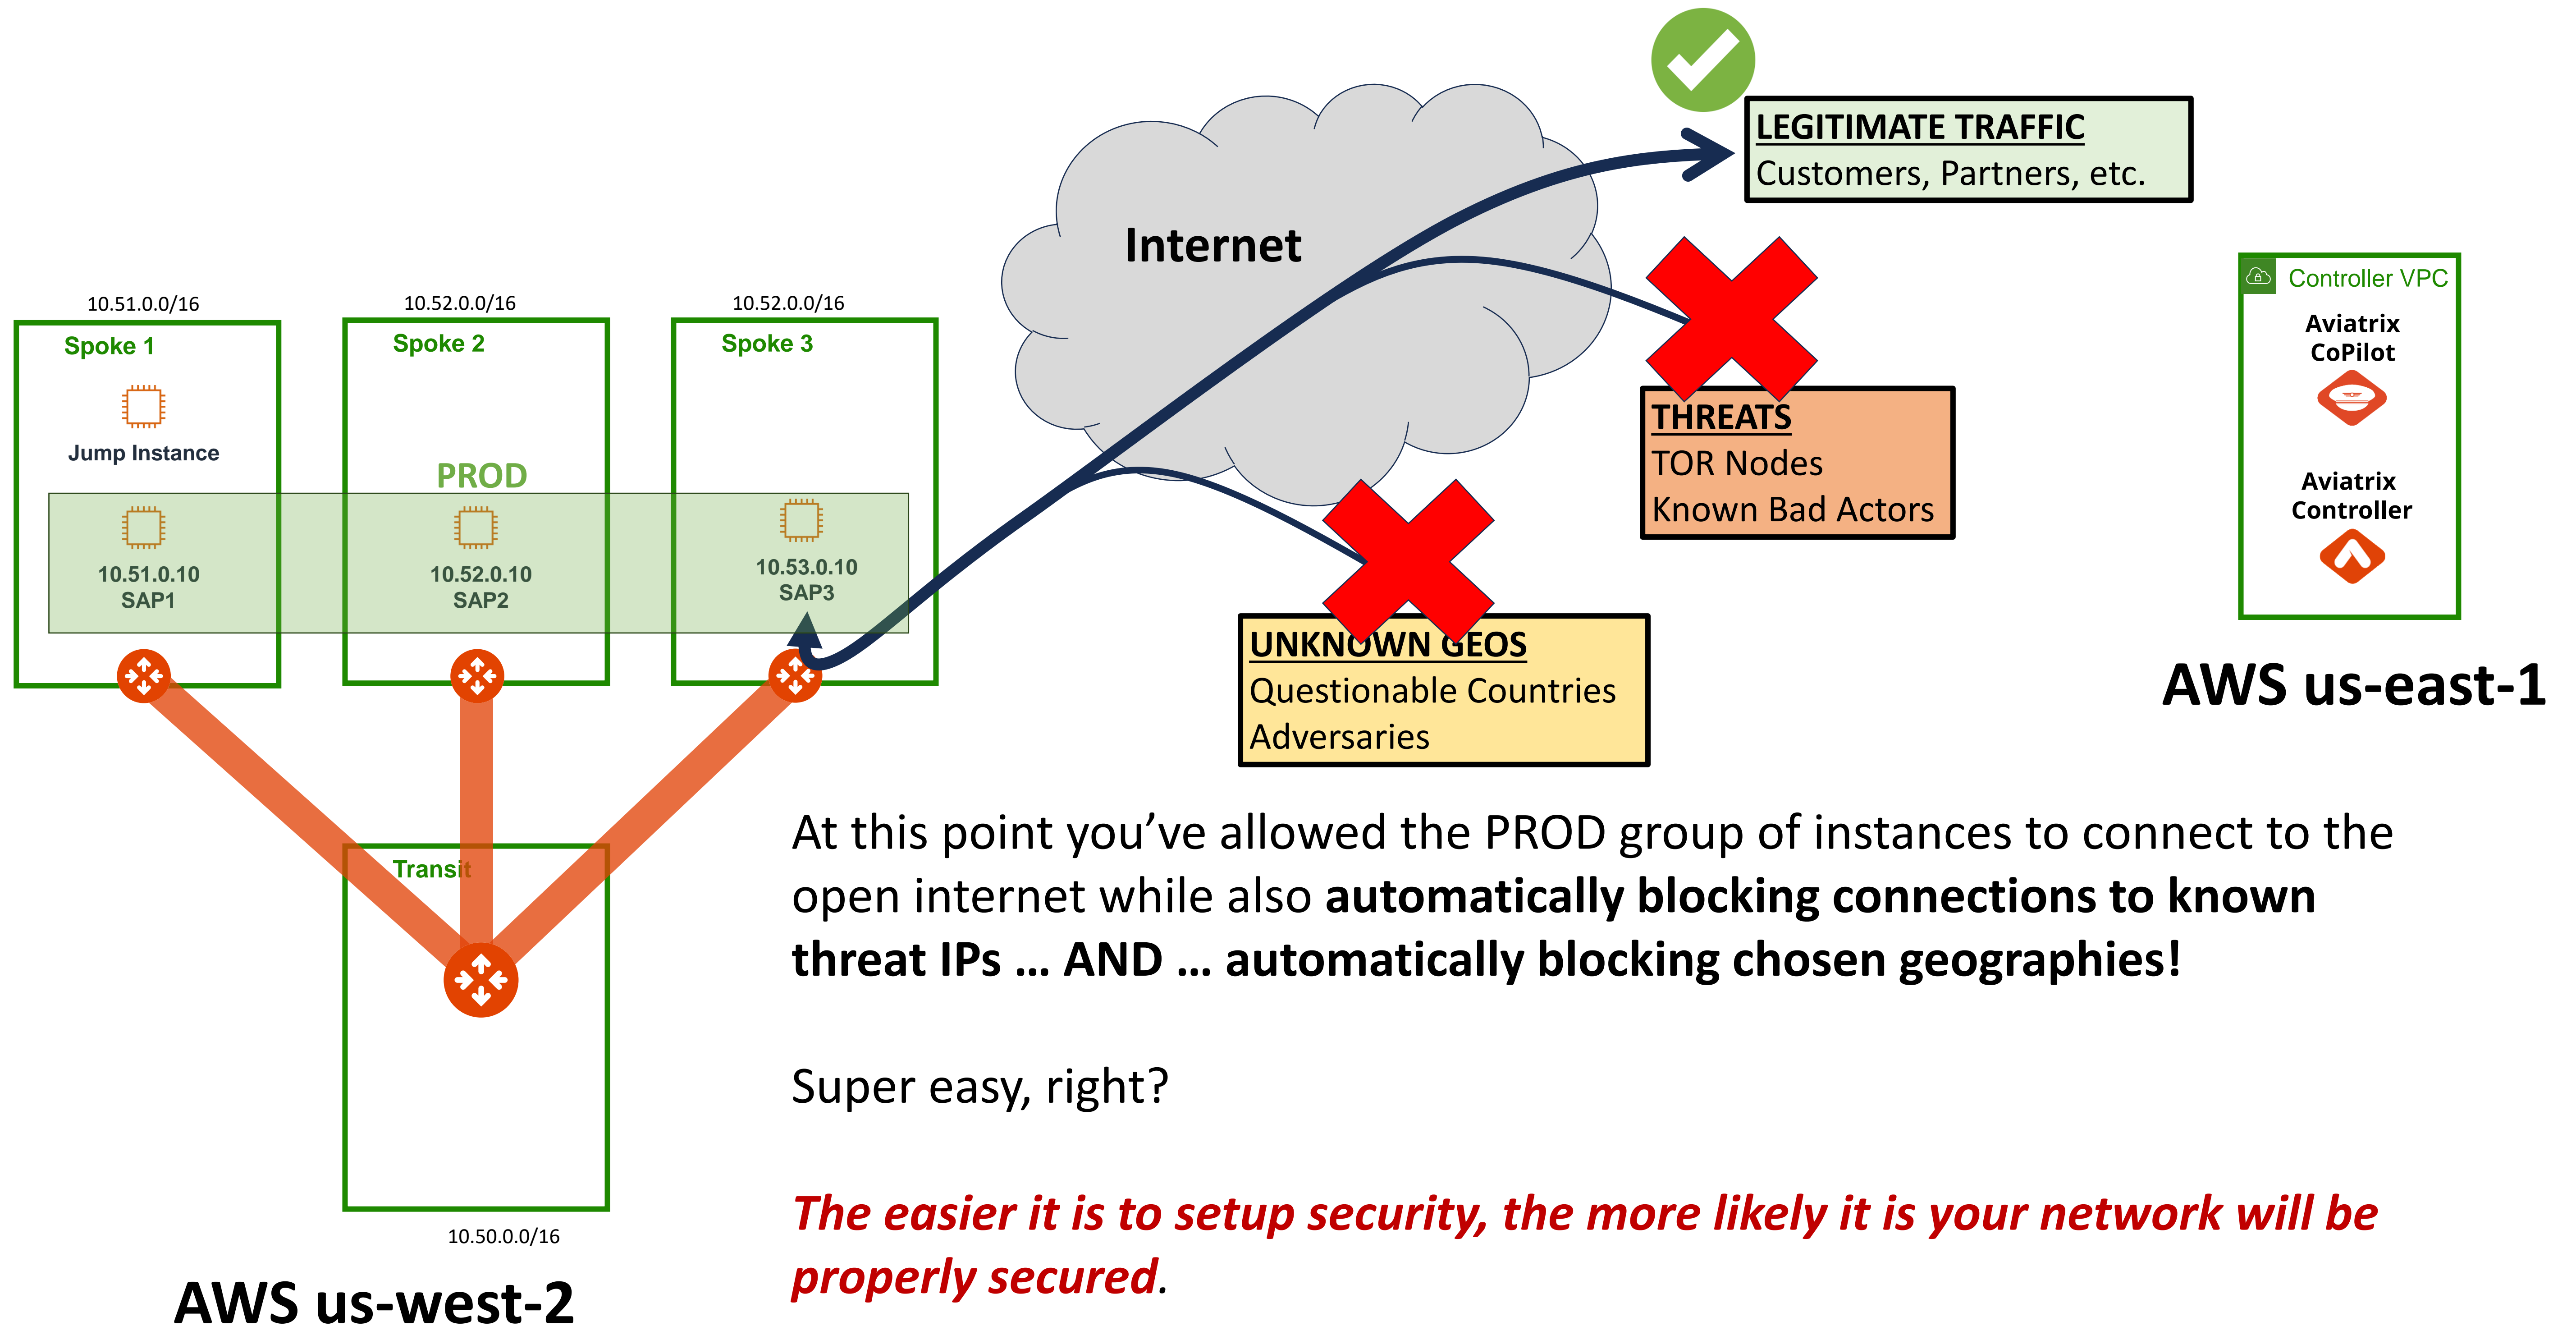 LEGITIMATE TRAFFIC
Customers, Partners, etc.
Internet
10.51.0.0/16
10.52.0.0/16
10.52.0.0/16
Spoke 1
Spoke 2
Spoke 3
Jump Instance
PROD
10.51.0.10
SAP1
10.52.0.10
SAP2
10.53.0.10
SAP3
THREATS
TOR Nodes
Known Bad Actors
UNKNOWN GEOS
Questionable Countries
Adversaries
Controller VPC
Aviatrix
CoPilot
Aviatrix
Controller
AWS us-east-1
Transit
10.50.0.0/16
AWS us-west-2
At this point you’ve allowed the PROD group of instances to connect to the
open internet while also automatically blocking connections to known
threat IPs … AND … automatically blocking chosen geographies!
Super easy, right?
The easier it is to setup security, the more likely it is your network will be
properly secured.